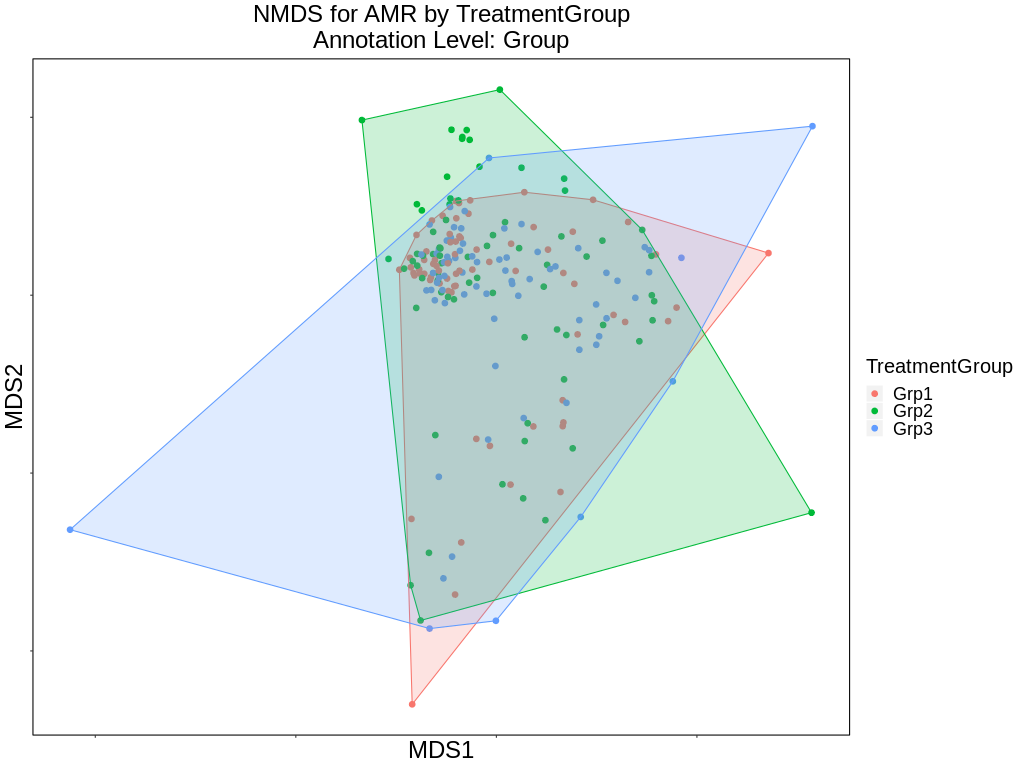 NMDS for AMR by TreatmentGroup
Annotation Level: Group
MDS2
MDS1
TreatmentGroup
Grp1
Grp2
Grp3